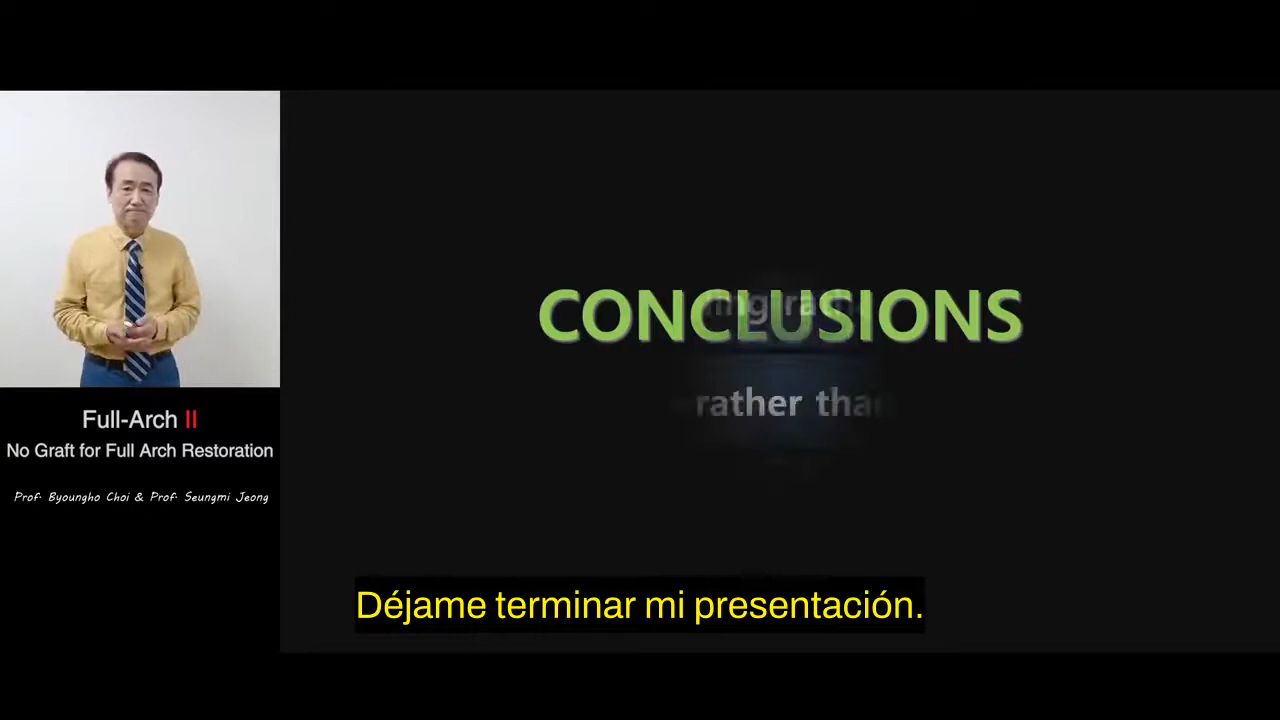 CONCLUSIONS
rather than
Full-Arch II
No Graft for Full Arch Restoration
Prof. Byoungho Choi & Prof. Seungmi Jeong
Déjame terminar mi presentación.